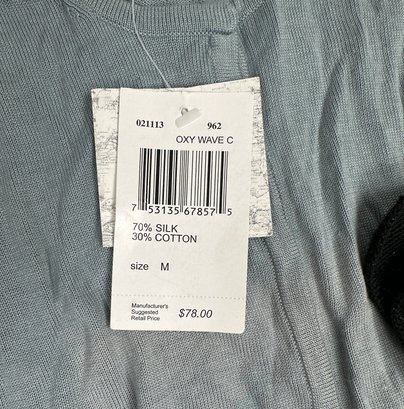 021113 962
OXY WAVE C
7 53135 67857 5
70% SILK
30% COTTON
size M
Manufacturer's
Suggested
Retail Price $78.00